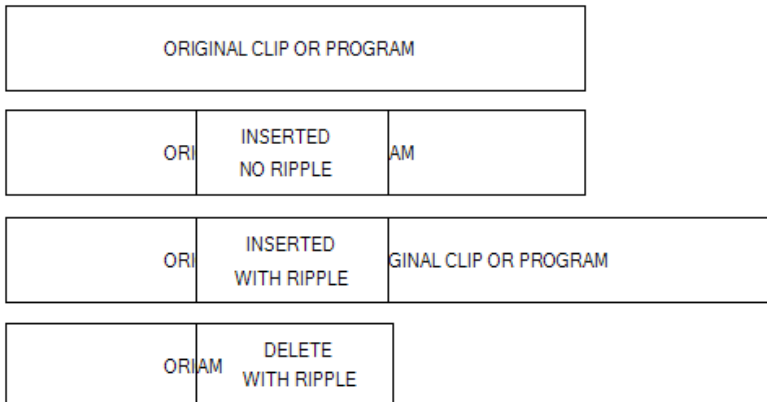 ORIGINAL CLIP OR PROGRAM
ORI
INSERTED
NO RIPPLE
AM
ORI
INSERTED
WITH RIPPLE
GINAL CLIP OR PROGRAM
ORI
AM
DELETE
WITH RIPPLE